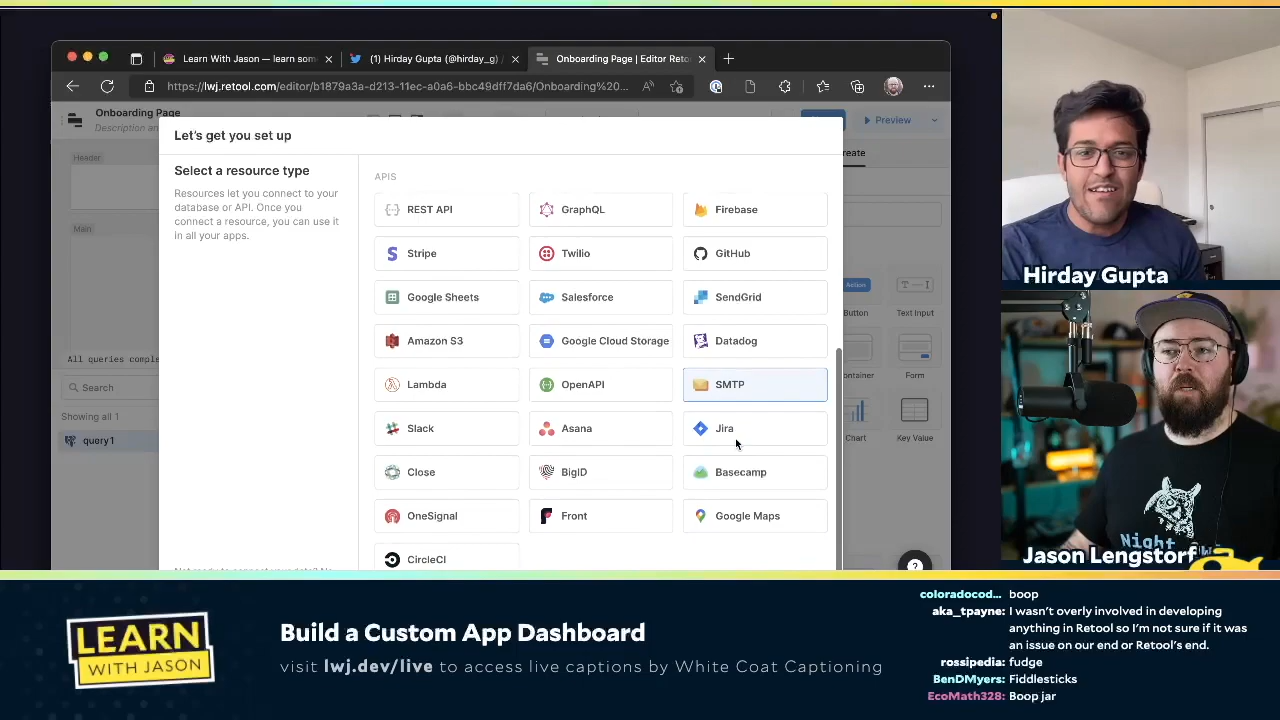 Learn With Jason — learn som
(1) Hirday Gupta (@hirday_g) /
Onboarding Page | Editor Reto
https://lwj.retool.com/editor/b1879a3a-d213-11ec-a0a6-bbc49dff7da6/Onboarding%20...
Onboarding Page
Preview
Let's get you set up
Header
Main
All queries comple
Search
Showing all 1
query1
Select a resource type
Resources let you connect to your
database or API. Once you
connect a resource, you can use it
in all your apps.
APIS
REST API
GraphQL
Firebase
Stripe
Twilio
GitHub
Google Sheets
Salesforce
SendGrid
Amazon S3
Google Cloud Storage
Datadog
Lambda
OpenAPI
SMTP
Slack
Asana
Jira
Close
BigID
Basecamp
OneSignal
Front
Google Maps
CircleCI
reate
Action
Button
Text Input
ontainer
Form
Chart
Key Value
?
Hirday Gupta
Night
Jason Lengstorf
LEARN
WITH JASON
Build a Custom App Dashboard
visit lwj.dev/live to access live captions by White Coat Captioning
coloradocod... boop
aka_tpayne: I wasn't overly involved in developing
anything in Retool so I'm not sure if it was
an issue on our end or Retool's end.
rossipedia: fudge
BenDMyers: Fiddlesticks
EcoMath328: Boop jar